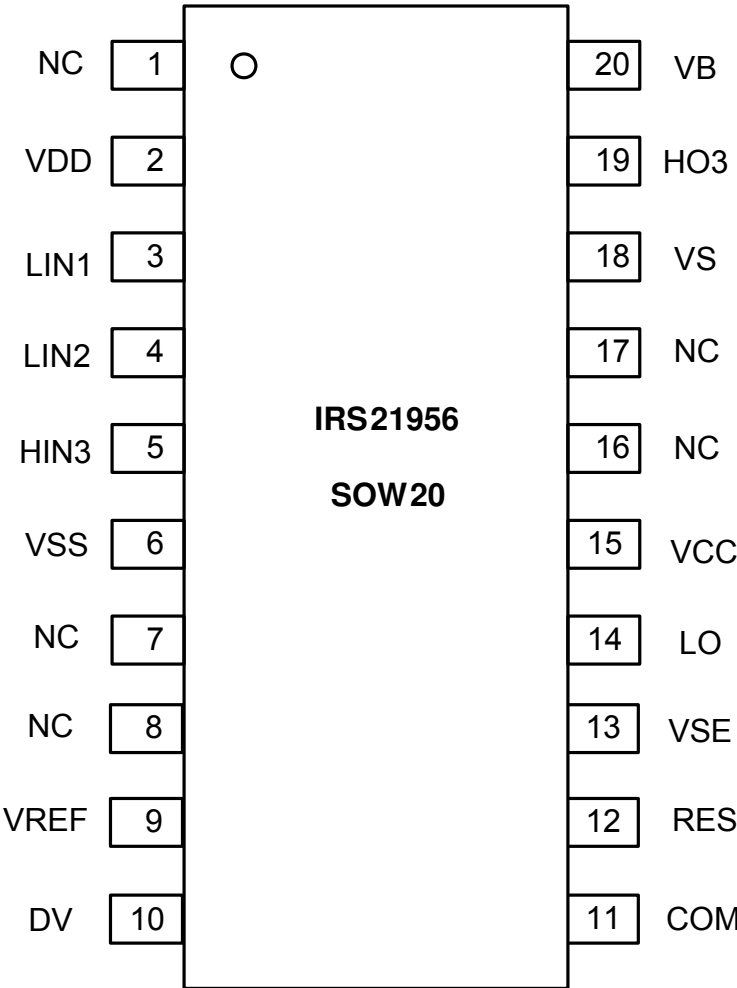 NC 1 20 VB
VDD 2 19 HO3
LIN1 3 18 VS
LIN2 4 17 NC
HIN3 5 16 NC
IRS21956
SOW20
VSS 6 15 VCC
NC 7 14 LO
NC 8 13 VSE
VREF 9 12 RES
DV 10 11 COM